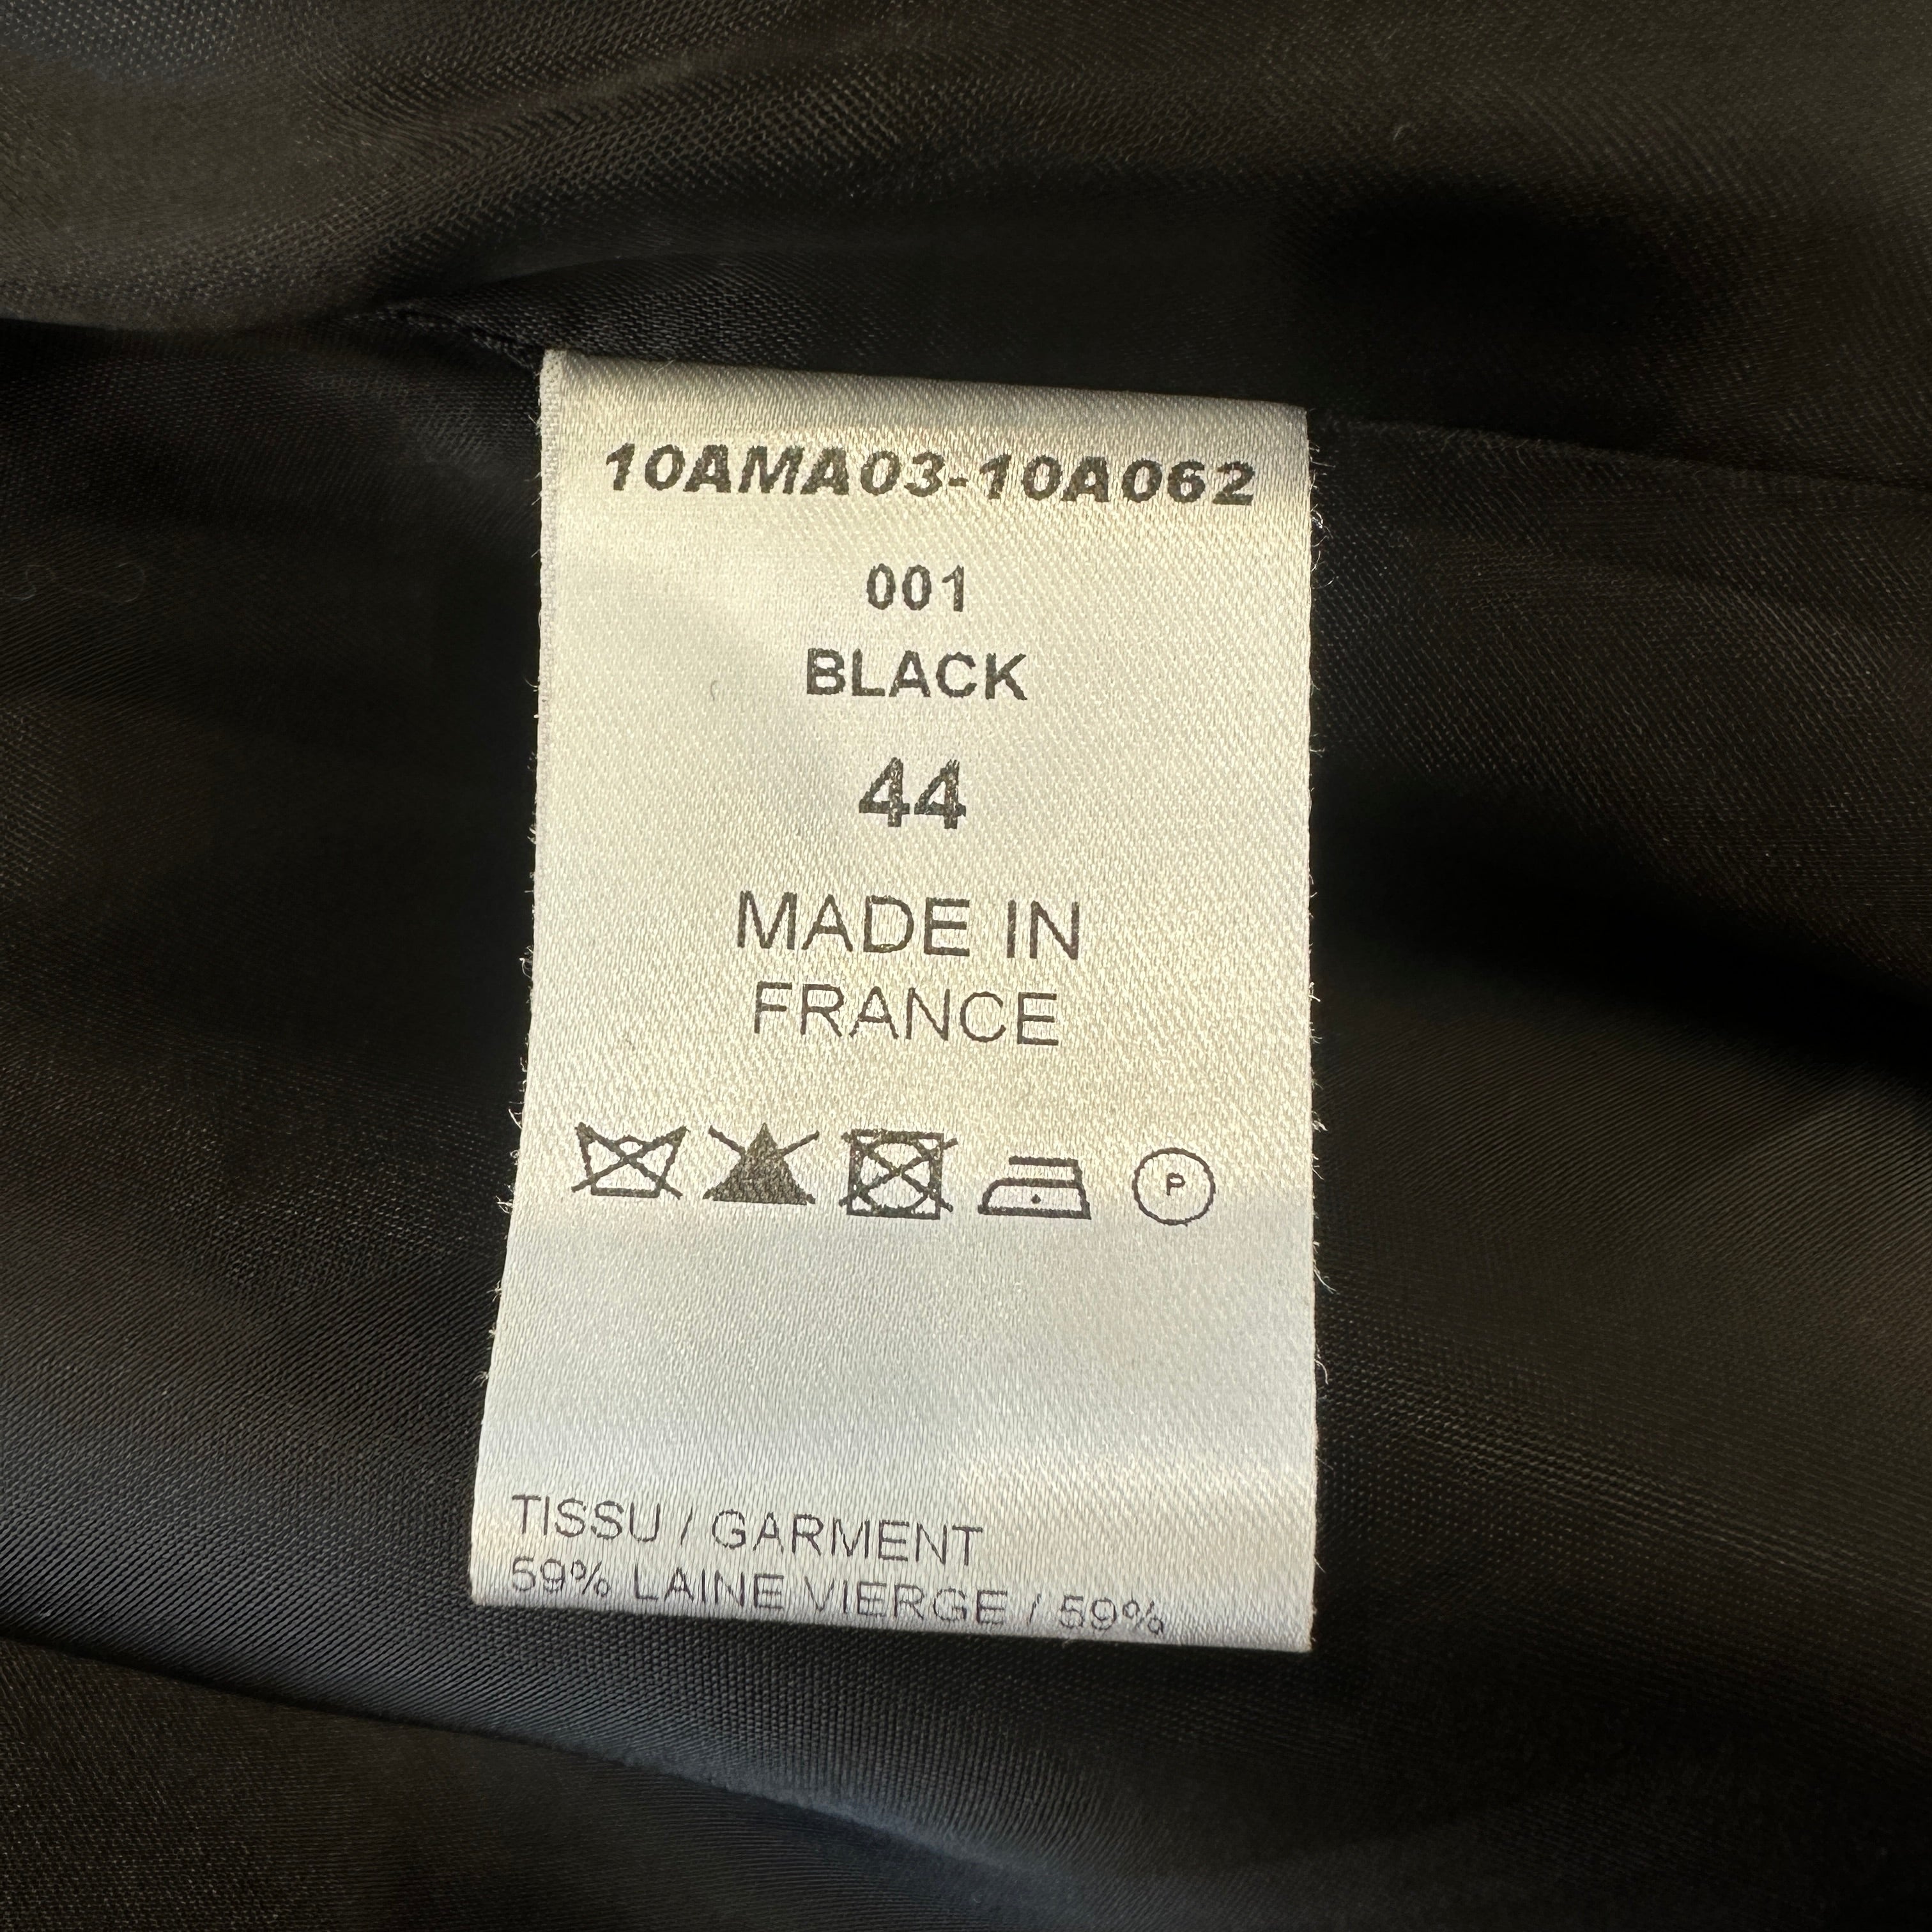 10AMA03-10A062
001
BLACK
44
MADE IN
FRANCE
P
TISSU / GARMENT
59% LAINE VIERGE / 59%